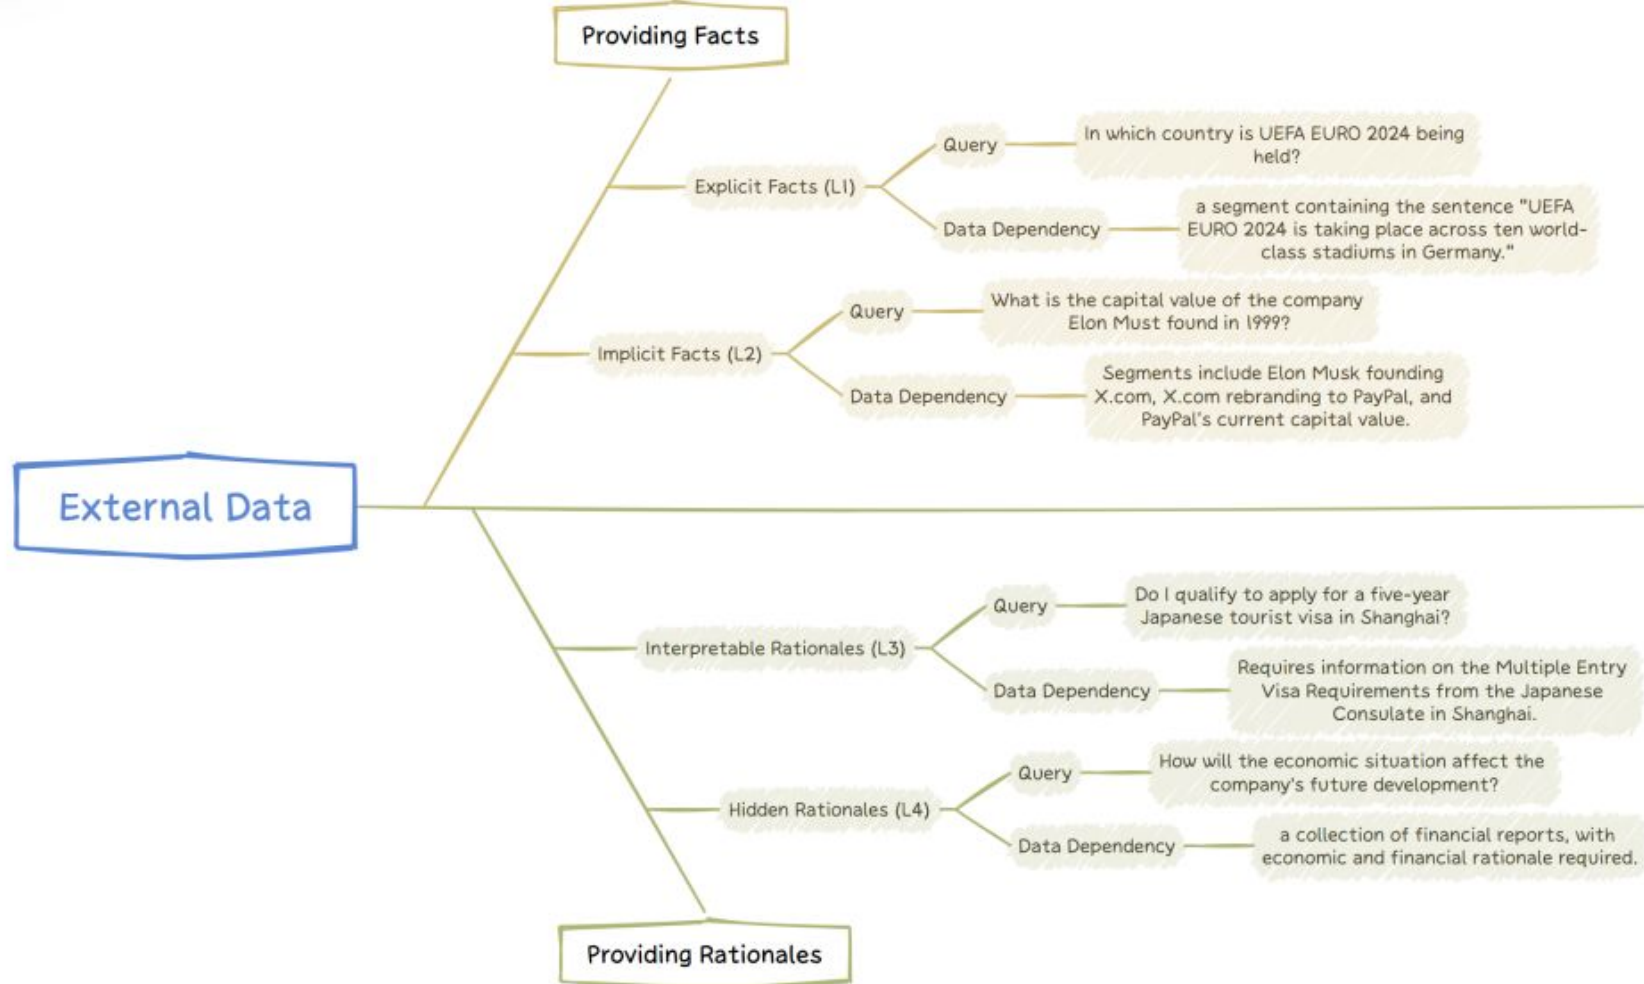 Providing Facts
Explicit Facts (L1)
Query
In which country is UEFA EURO 2024 being
held?
Data Dependency
a segment containing the sentence "UEFA
EURO 2024 is taking place across ten world-
class stadiums in Germany."
Implicit Facts (L2)
Query
What is the capital value of the company
Elon Must found in 1999?
Data Dependency
Segments include Elon Musk founding
X.com, X.com rebranding to PayPal, and
PayPal's current capital value.
External Data
Interpretable Rationales (L3)
Query
Do I qualify to apply for a five-year
Japanese tourist visa in Shanghai?
Data Dependency
Requires information on the Multiple Entry
Visa Requirements from the Japanese
Consulate in Shanghai.
Hidden Rationales (L4)
Query
How will the economic situation affect the
company's future development?
Data Dependency
a collection of financial reports, with
economic and financial rationale required.
Providing Rationales